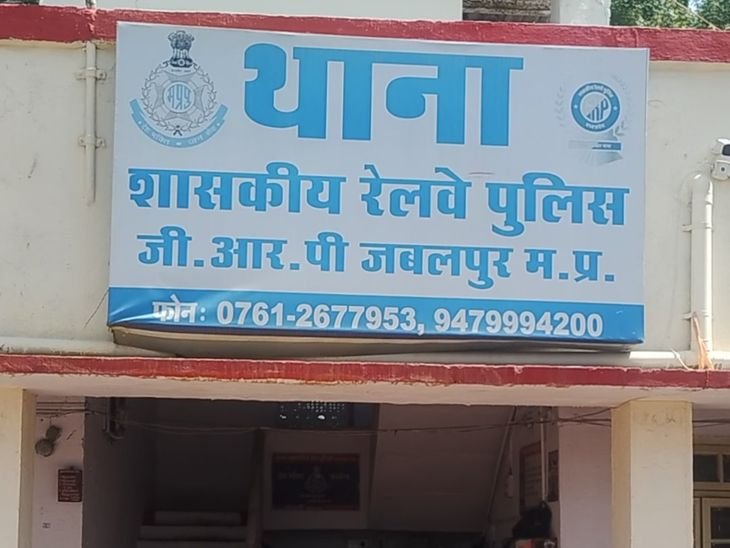 थाना
शासकीय रेलवे पुलिस
जी.आर.पी जबलपुर म.प्र.
फोन: 0761-2677953, 9479994200